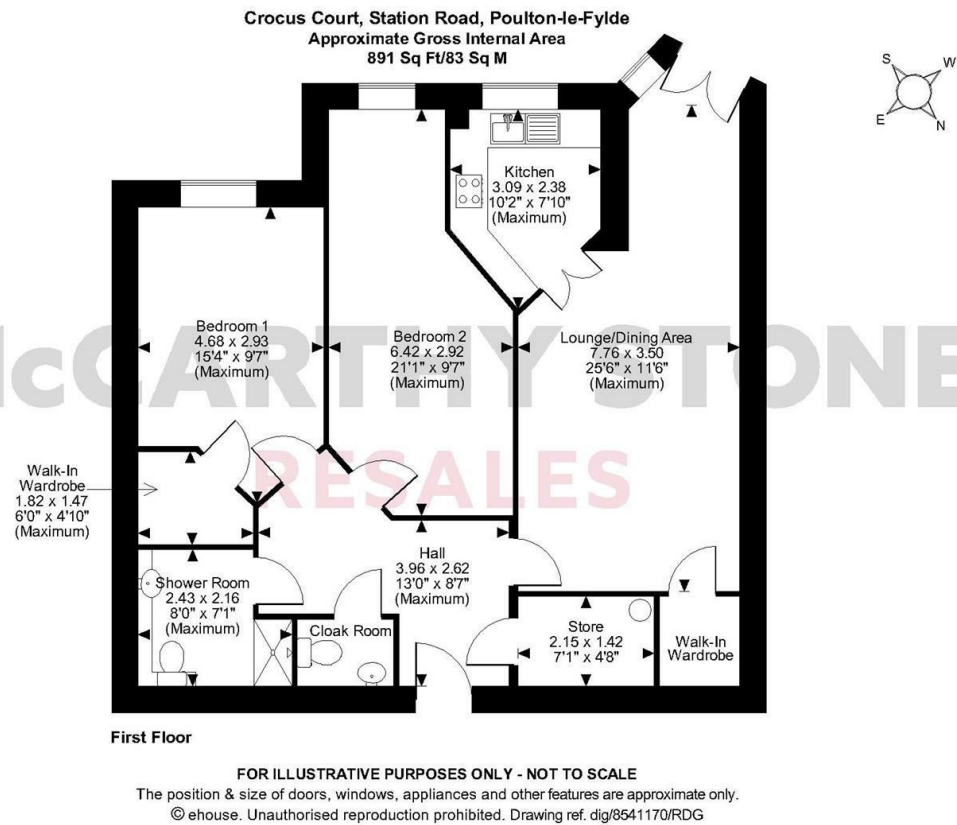 Crocus Court, Station Road, Poulton-le-Fylde
Approximate Gross Internal Area
891 Sq Ft/83 Sq M
S
W
E
N
Kitchen
3.09 x 2.38
10'2" x 7'10"
(Maximum)
Bedroom 1
4.68 x 2.93
15'4" x 9'7"
(Maximum)
Bedroom 2
6.42 x 2.92
21'1" x 9'7"
(Maximum)
Lounge/Dining Area
7.76 x 3.50
25'6" x 11'6"
(Maximum)
McCARTHY STONE
RESALES
Walk-In
Wardrobe
1.82 x 1.47
6'0" x 4'10"
(Maximum)
Hall
3.96 x 2.62
13'0" x 8'7"
(Maximum)
Shower Room
2.43 x 2.16
8'0" x 7'1"
(Maximum)
Cloak Room
Store
2.15 x 1.42
7'1" x 4'8"
Walk-In
Wardrobe
First Floor
FOR ILLUSTRATIVE PURPOSES ONLY - NOT TO SCALE
The position & size of doors, windows, appliances and other features are approximate only.
© ehouse. Unauthorised reproduction prohibited. Drawing ref. dig/8541170/RDG